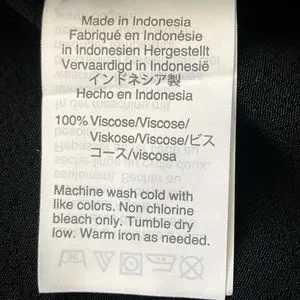 Made in Indonesia
Fabriqué en Indonésie
in Indonesien Hergestellt
Vervaardigd in Indonesië
インドネシア製
Hecho en Indonesia
100% Viscose/Viscose/
Viskose/Viscose/ビス
コース/viscosa
Machine wash cold with
like colors. Non chlorine
bleach only. Tumble dry
low. Warm iron as needed.